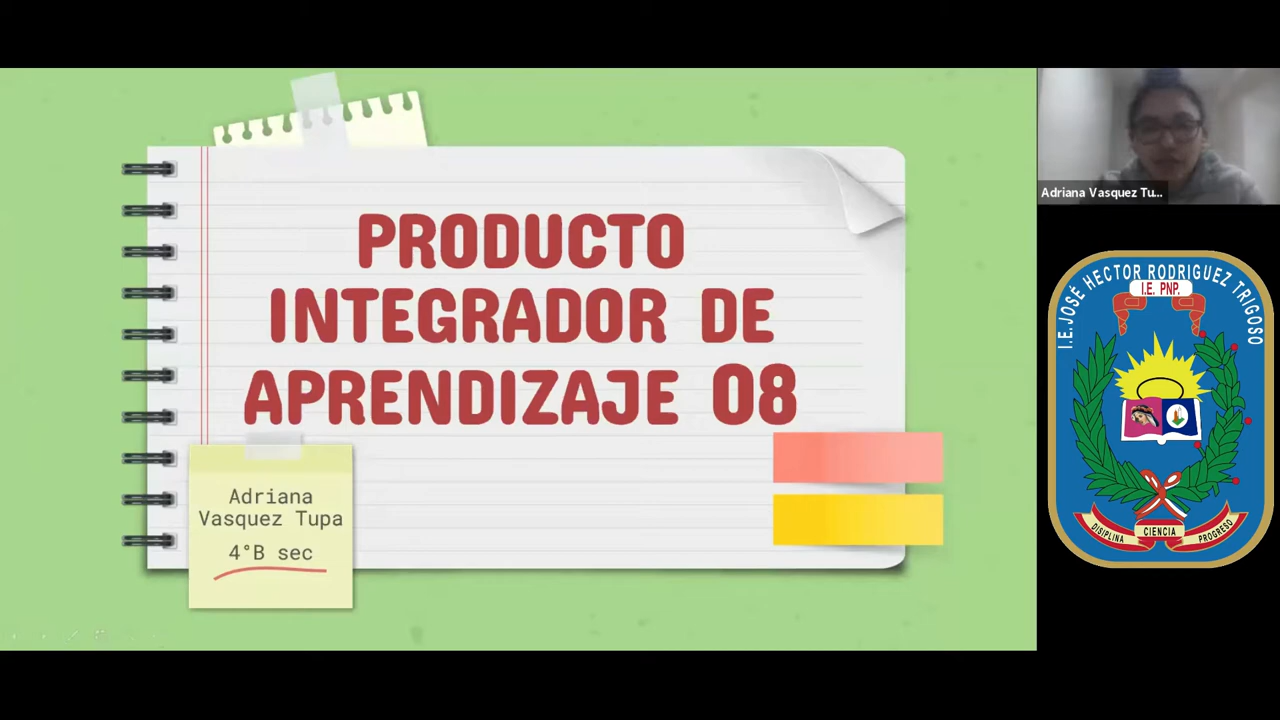 PRODUCTO
INTEGRADOR DE
APRENDIZAJE 08
Adriana
Vasquez Tupa
4°B sec
Adriana Vasquez Tu...
I.E. JOSÉ HECTOR RODRIGUEZ TRIGOSO
I.E. PNP.
DISIPLINA
CIENCIA
PROGRESO